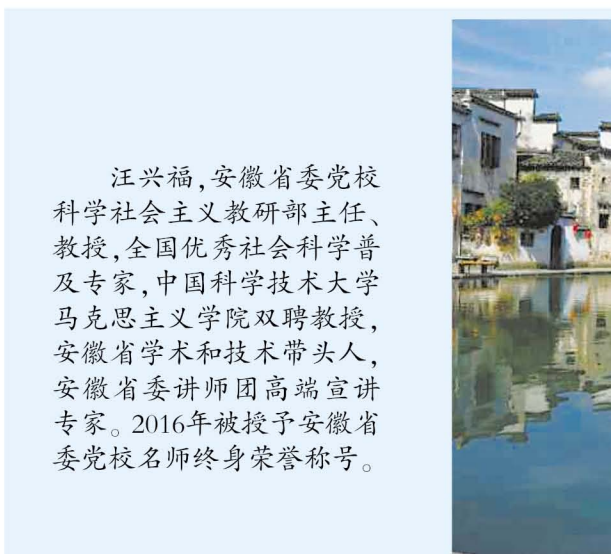 汪兴福,安徽省委党校
科学社会主义教研部主任、
教授,全国优秀社会科学普
及专家,中国科学技术大学
马克思主义学院双聘教授,
安徽省学术和技术带头人,
安徽省委讲师团高端宣讲
专家。2016年被授予安徽省
委党校名师终身荣誉称号。